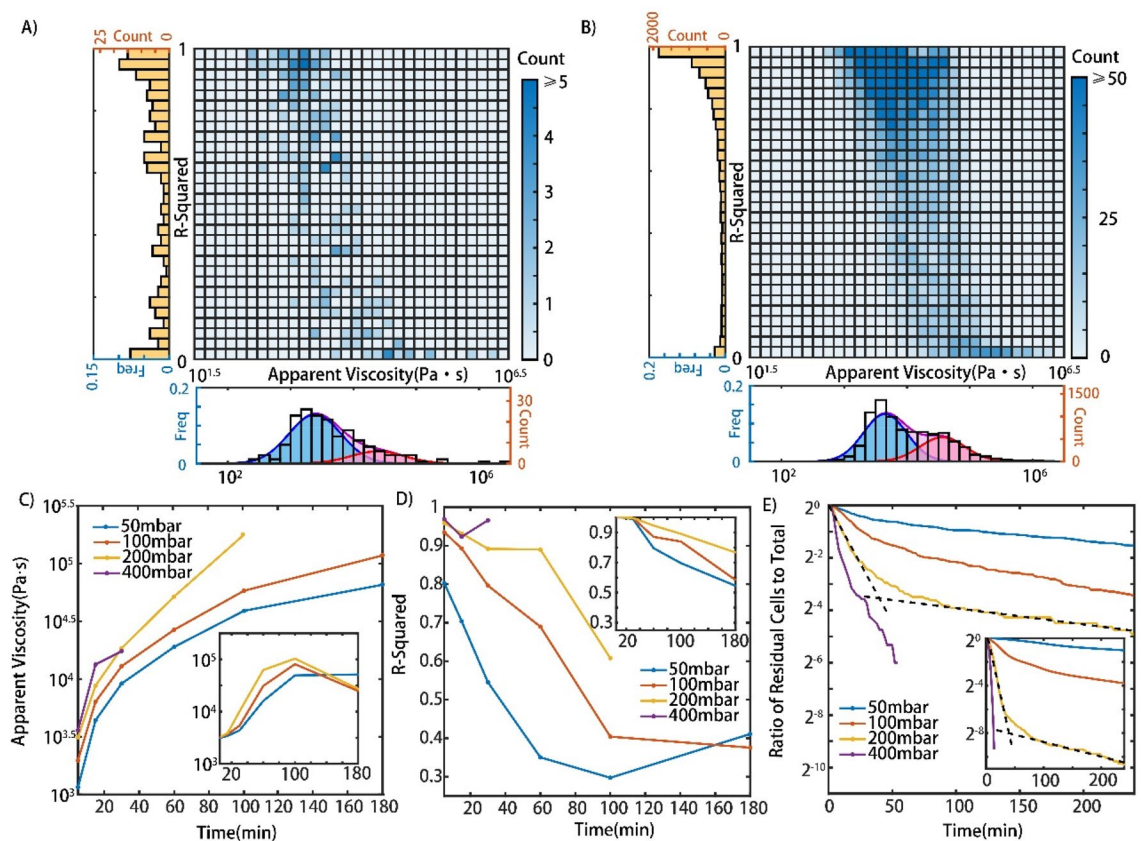 A)
25 Count 0
1
R-Squared
0
0.15 Freq 0
Count
⩾5
4
3
2
1
0
10^1.5 Apparent Viscosity(Pa·s) 10^6.5
0.2
Freq
0
30
Count
0
10^2 10^6
B)
2000 Count 0
1
R-Squared
0
0.2 Freq 0
Count
⩾50
25
0
10^1.5 Apparent Viscosity(Pa·s) 10^6.5
0.2
Freq
0
1500
Count
0
10^2 10^6
C)
10^5.5
10^5
10^4.5
10^4
10^3.5
10^3
Apparent Viscosity(Pa·s)
50mbar
100mbar
200mbar
400mbar
10^5
10^4
10^3
20 100 180
0 20 40 60 80 100 120 140 160 180
Time(min)
D)
1
0.9
0.8
0.7
0.6
0.5
0.4
0.3
R-Squared
0.9
0.7
0.5
0.3
20 100 180
50mbar
100mbar
200mbar
400mbar
0 20 40 60 80 100 120 140 160 180
Time(min)
E)
2^0
2^-2
2^-4
2^-6
2^-8
2^-10
Ratio of Residual Cells to Total
50mbar
100mbar
200mbar
400mbar
2^0
2^-4
2^-8
0 100 200
0 50 100 150 200
Time(min)